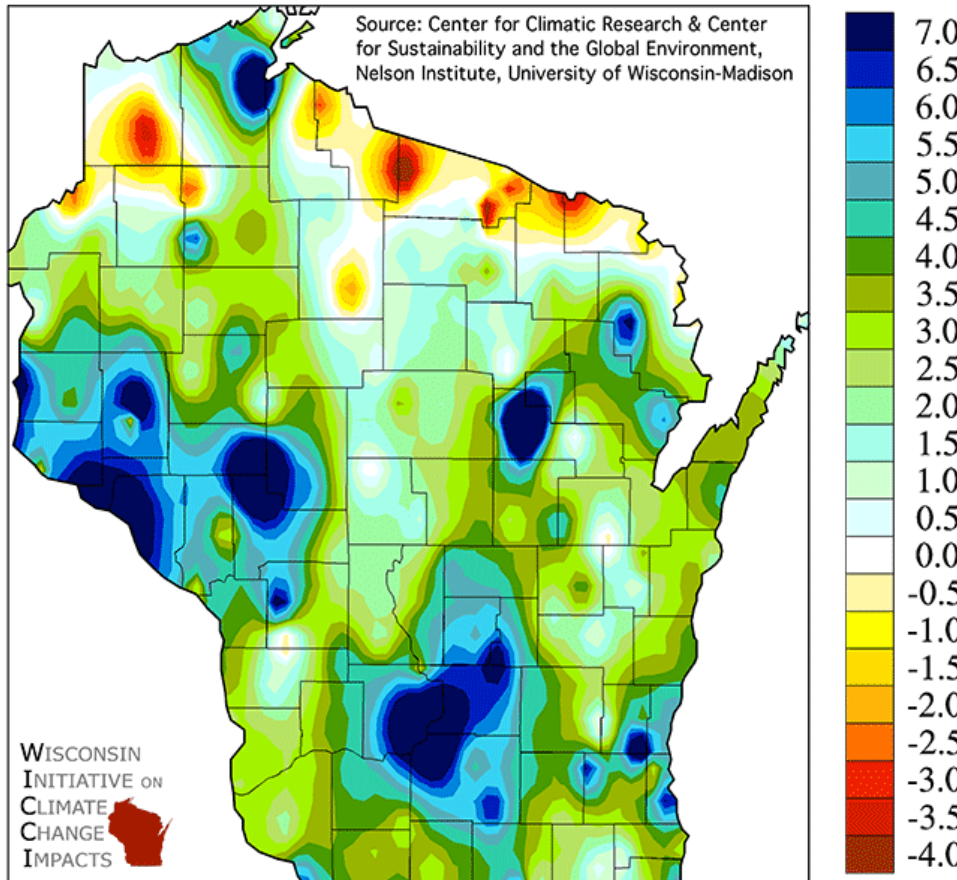 Source: Center for Climatic Research & Center
for Sustainability and the Global Environment,
Nelson Institute, University of Wisconsin-Madison
7.0
6.5
6.0
5.5
5.0
4.5
4.0
3.5
3.0
2.5
2.0
1.5
1.0
0.5
0.0
-0.5
-1.0
-1.5
-2.0
-2.5
-3.0
-3.5
-4.0
WISCONSIN
INITIATIVE ON
CLIMATE
CHANGE
IMPACTS